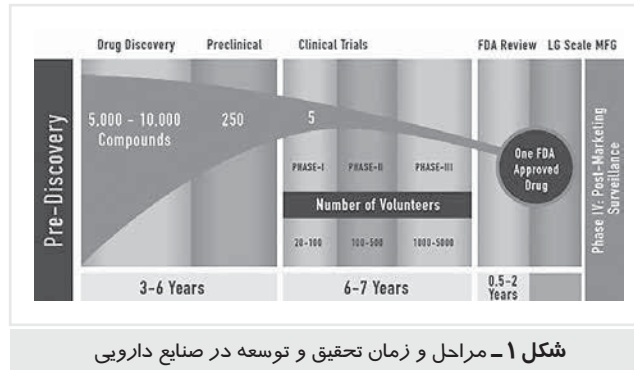 Drug Discovery Preclinical Clinical Trials FDA Review LG Scale MFG
Pre-Discovery
5,000 - 10,000
Compounds
250
5
PHASE-I PHASE-II PHASE-III
Number of Volunteers
20-100 100-500 1000-5000
One FDA
Approved
Drug
Phase IV: Post-Marketing
Surveillance
3-6 Years
6-7 Years
0.5-2
Years
شکل ۱ ـ مراحل و زمان تحقیق و توسعه در صنایع دارویی